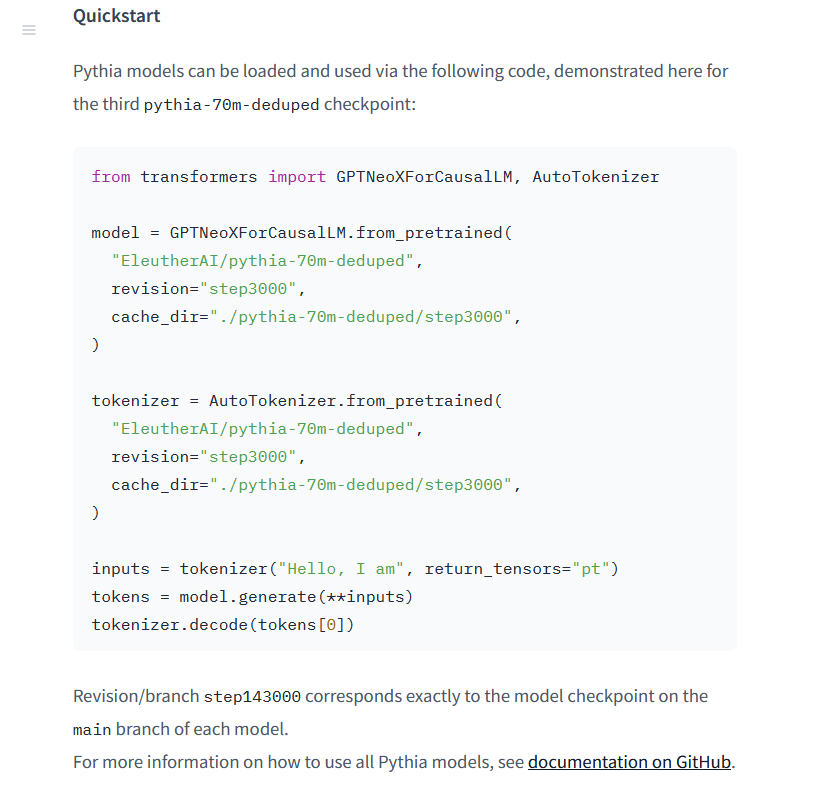 Quickstart
Pythia models can be loaded and used via the following code, demonstrated here for
the third pythia-70m-deduped checkpoint:
from transformers import GPTNeoXForCausalLM, AutoTokenizer
model = GPTNeoXForCausalLM.from_pretrained(
  "EleutherAI/pythia-70m-deduped",
  revision="step3000",
  cache_dir="./pythia-70m-deduped/step3000",
)
tokenizer = AutoTokenizer.from_pretrained(
  "EleutherAI/pythia-70m-deduped",
  revision="step3000",
  cache_dir="./pythia-70m-deduped/step3000",
)
inputs = tokenizer("Hello, I am", return_tensors="pt")
tokens = model.generate(**inputs)
tokenizer.decode(tokens[0])
Revision/branch step143000 corresponds exactly to the model checkpoint on the
main branch of each model.
For more information on how to use all Pythia models, see documentation on GitHub.